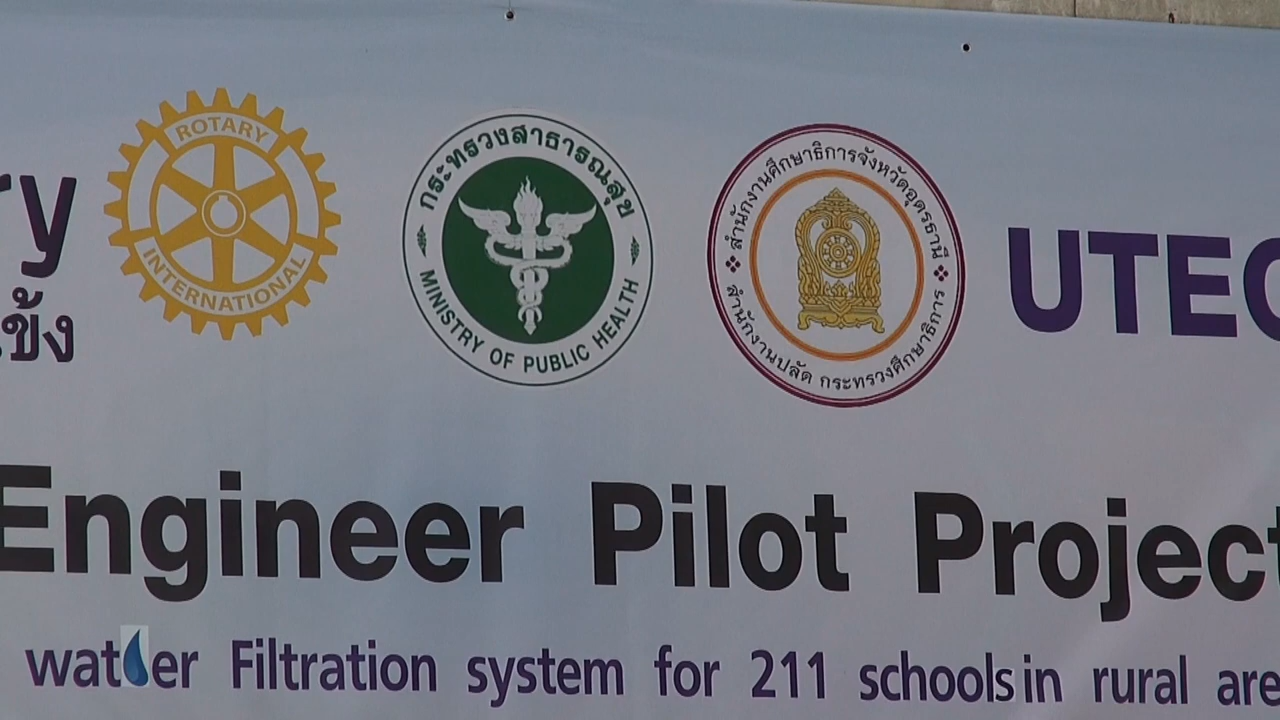 ry
ROTARY
INTERNATIONAL
กระทรวงสาธารณสุข
MINISTRY OF PUBLIC HEALTH
สำนักงานศึกษาธิการจังหวัดอุดรธานี
สำนักงานปลัด กระทรวงศึกษาธิการ
UTEC
แข้ง
Engineer Pilot Project
water Filtration system for 211 schools in rural are